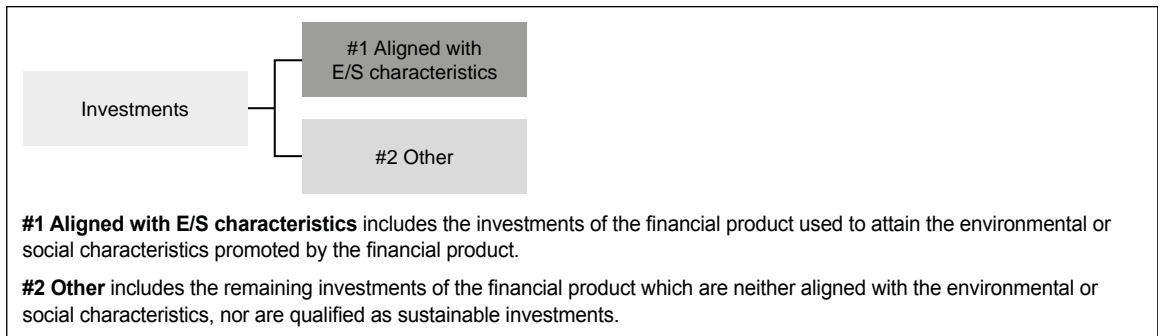 #1 Aligned with
E/S characteristics
Investments
#2 Other
#1 Aligned with E/S characteristics includes the investments of the financial product used to attain the environmental or
social characteristics promoted by the financial product.
#2 Other includes the remaining investments of the financial product which are neither aligned with the environmental or
social characteristics, nor are qualified as sustainable investments.